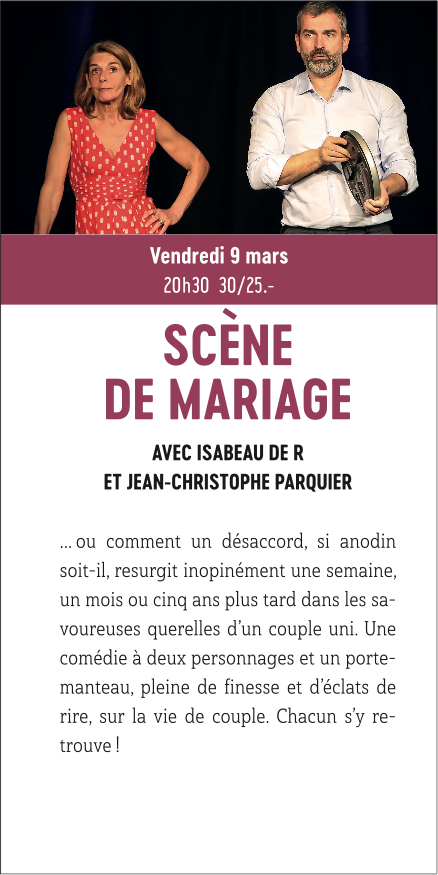 Vendredi 9 mars
20h30 30/25.-
SCÈNE
DE MARIAGE
AVEC ISABEAU DE R
ET JEAN-CHRISTOPHE PARQUIER
... ou comment un désaccord, si anodin
soit-il, resurgit inopinément une semaine,
un mois ou cinq ans plus tard dans les sa-
voureuses querelles d'un couple uni. Une
comédie à deux personnages et un porte-
manteau, pleine de finesse et d'éclats de
rire, sur la vie de couple. Chacun s'y re-
trouve !